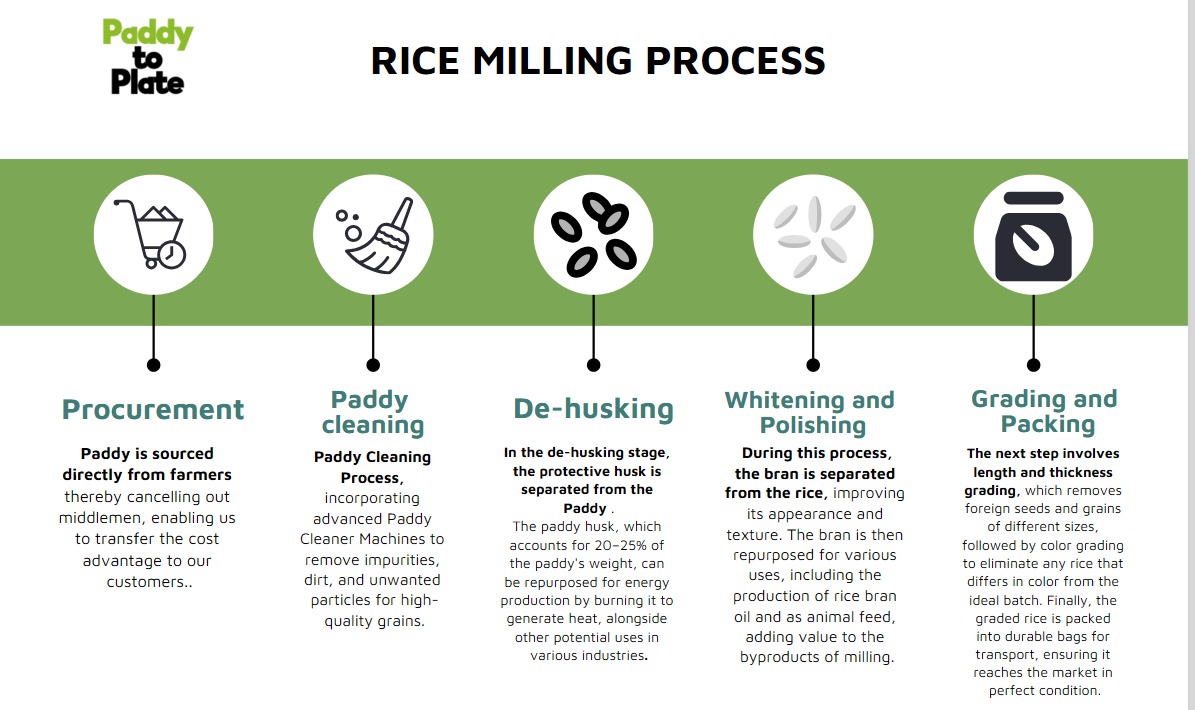 Paddy
to
Plate
RICE MILLING PROCESS
Procurement
Paddy is sourced
directly from farmers
thereby cancelling out
middlemen, enabling us
to transfer the cost
advantage to our
customers..
Paddy
cleaning
Paddy Cleaning
Process,
incorporating
advanced Paddy
Cleaner Machines to
remove impurities,
dirt, and unwanted
particles for high-
quality grains.
De-husking
In the de-husking stage,
the protective husk is
separated from the
Paddy .
The paddy husk, which
accounts for 20–25% of
the paddy's weight, can
be repurposed for energy
production by burning it to
generate heat, alongside
other potential uses in
various industries.
Whitening and
Polishing
During this process,
the bran is separated
from the rice, improving
its appearance and
texture. The bran is then
repurposed for various
uses, including the
production of rice bran
oil and as animal feed,
adding value to the
byproducts of milling.
Grading and
Packing
The next step involves
length and thickness
grading, which removes
foreign seeds and grains
of different sizes,
followed by color grading
to eliminate any rice that
differs in color from the
ideal batch. Finally, the
graded rice is packed
into durable bags for
transport, ensuring it
reaches the market in
perfect condition.